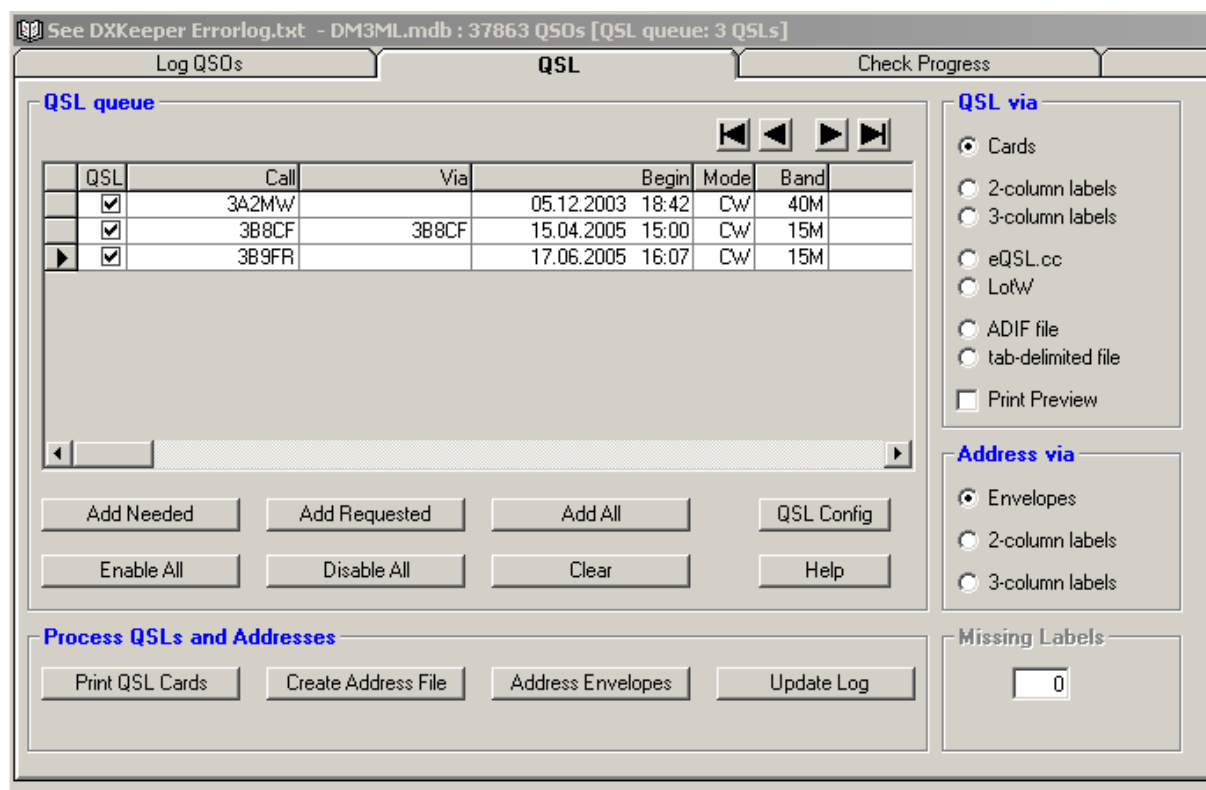 See DXKeeper Errorlog.txt - DM3ML.mdb : 37863 QSOs [QSL queue: 3 QSLs]
Log QSOs QSL Check Progress
QSL queue
QSL Call Via Begin Mode Band
3A2MW 05.12.2003 18:42 CW 40M
3B8CF 3B8CF 15.04.2005 15:00 CW 15M
3B9FR 17.06.2005 16:07 CW 15M
Add Needed Add Requested Add All QSL Config
Enable All Disable All Clear Help
Process QSLs and Addresses
Print QSL Cards Create Address File Address Envelopes Update Log
QSL via
Cards
2-column labels
3-column labels
eQSL.cc
LotW
ADIF file
tab-delimited file
Print Preview
Address via
Envelopes
2-column labels
3-column labels
Missing Labels
0